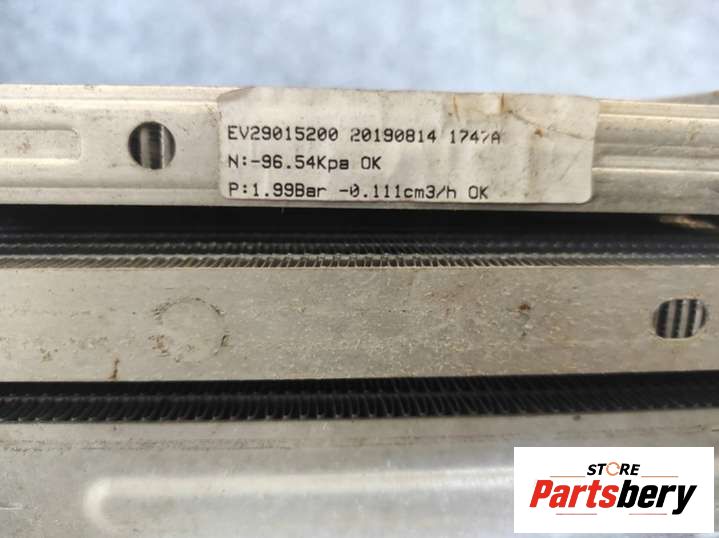 EV29015200 20190814 1747A
N:-96.54Kpa OK
P:1.99Bar -0.111cm3/h OK
STORE
Partsbery